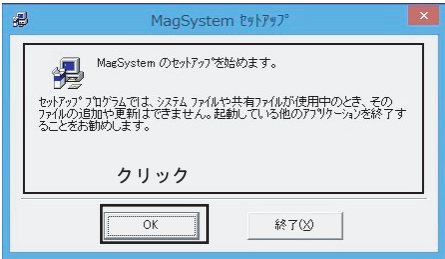 MagSystem ｾｯﾄｱｯﾌﾟ
MagSystem のｾｯﾄｱｯﾌﾟを始めます。
ｾｯﾄｱｯﾌﾟ ﾌﾟﾛｸﾞﾗﾑでは、ｼｽﾃﾑ ﾌｧｲﾙや共有ﾌｧｲﾙが使用中のとき、その
ﾌｧｲﾙの追加や更新はできません。起動している他のｱﾌﾟﾘｹｰｼｮﾝを終了す
ることをお勧めします。
クリック
OK
終了(X)